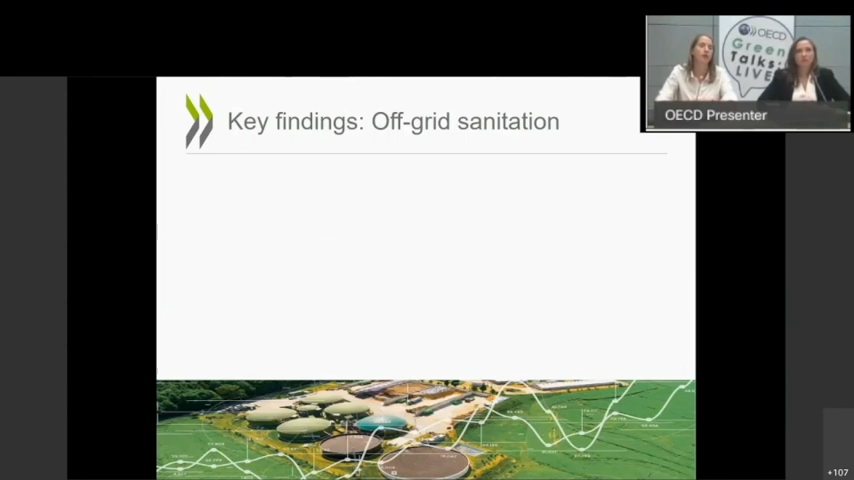 OECD
Green
Talks
LIVE
OECD Presenter
Key findings: Off-grid sanitation
+107